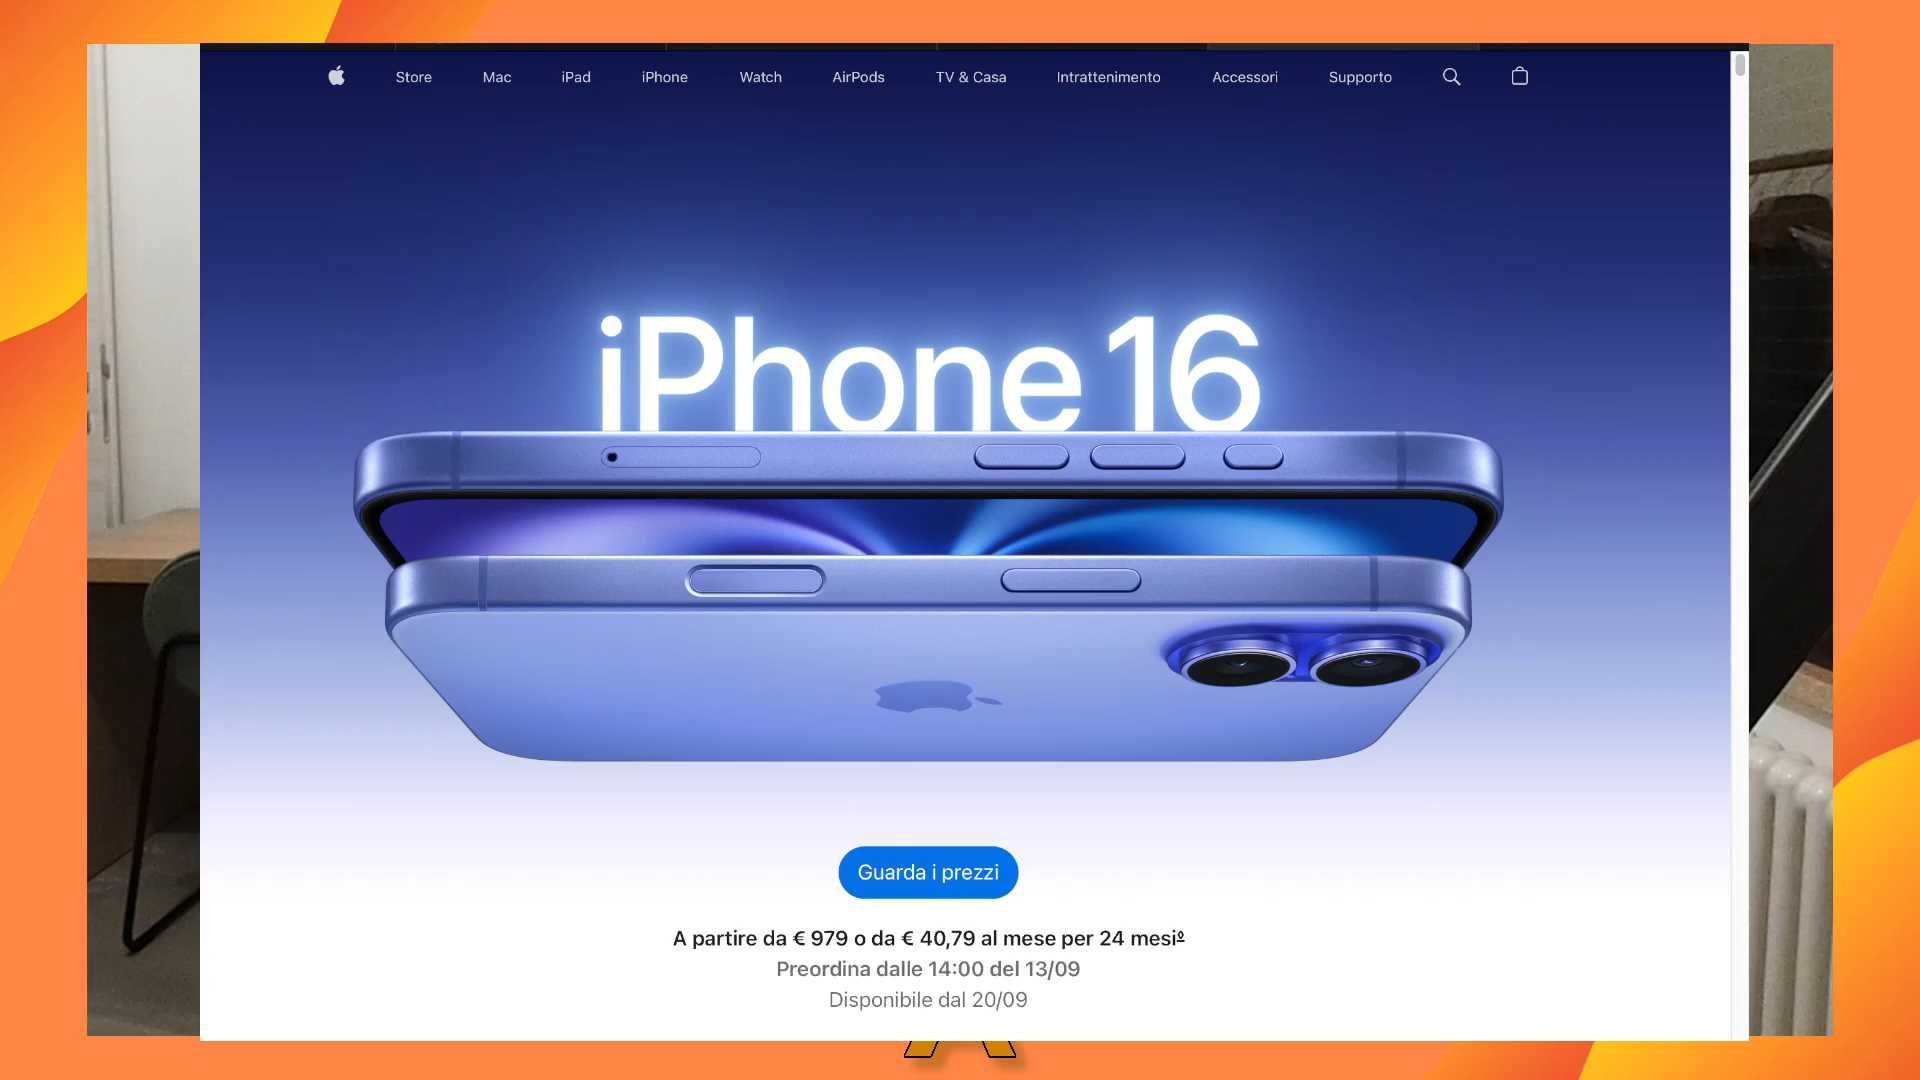 Store Mac iPad iPhone Watch AirPods TV & Casa Intrattenimento Accessori Supporto
iPhone 16
Guarda i prezzi
A partire da € 979 o da € 40,79 al mese per 24 mesi◊
Preordina dalle 14:00 del 13/09
Disponibile dal 20/09